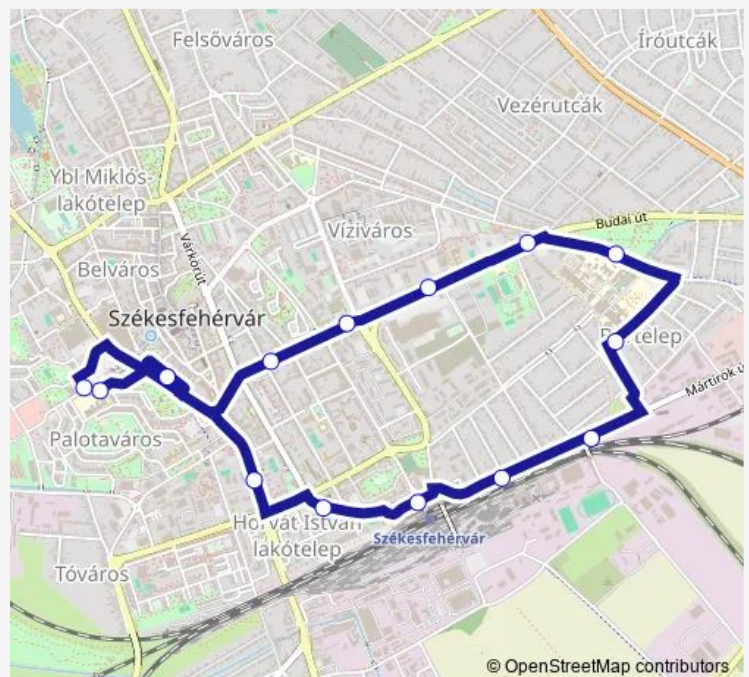 Felsőváros
Íróutcák
Vezérutcák
Ybl Miklós-
lakótelep
Budai út
Víziváros
Várkörút
Belváros
Székesfehérvár
telep
Mártírok ú
Palotaváros
Horvát István
lakótelep
Székesfehérvár
Tóváros
© OpenStreetMap contributors